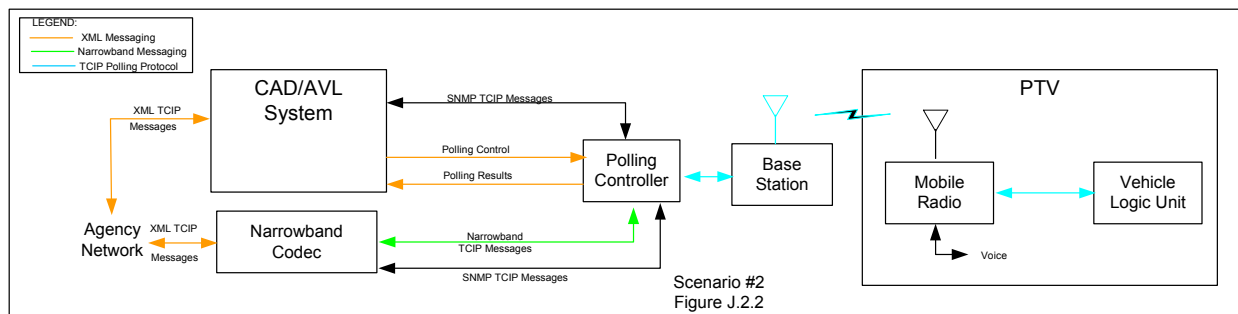 LEGEND:
XML Messaging
Narrowband Messaging
TCIP Polling Protocol
CAD/AVL
System
XML TCIP
Messages
SNMP TCIP Messages
Polling Control
Polling Results
Polling
Controller
Base
Station
PTV
Mobile
Radio
Vehicle
Logic Unit
Voice
Agency
Network
XML TCIP
Messages
Narrowband
Codec
Narrowband
TCIP Messages
SNMP TCIP Messages
Scenario #2
Figure J.2.2